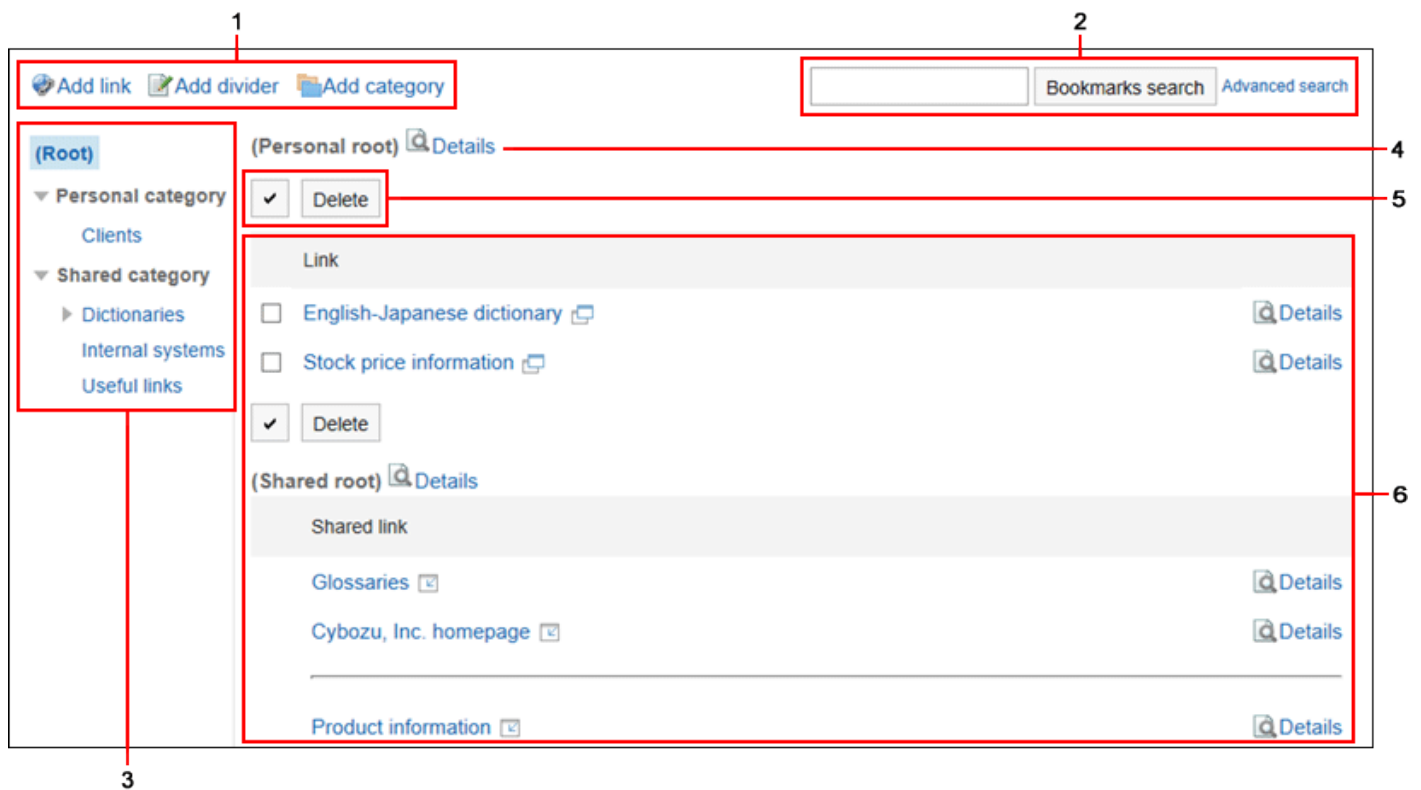 1
2
Add link Add divider Add category
Bookmarks search Advanced search
(Root)
Personal category
Clients
Shared category
Dictionaries
Internal systems
Useful links
3
(Personal root) Details
4
Delete
5
Link
English-Japanese dictionary Details
Stock price information Details
Delete
(Shared root) Details
6
Shared link
Glossaries Details
Cybozu, Inc. homepage Details
Product information Details